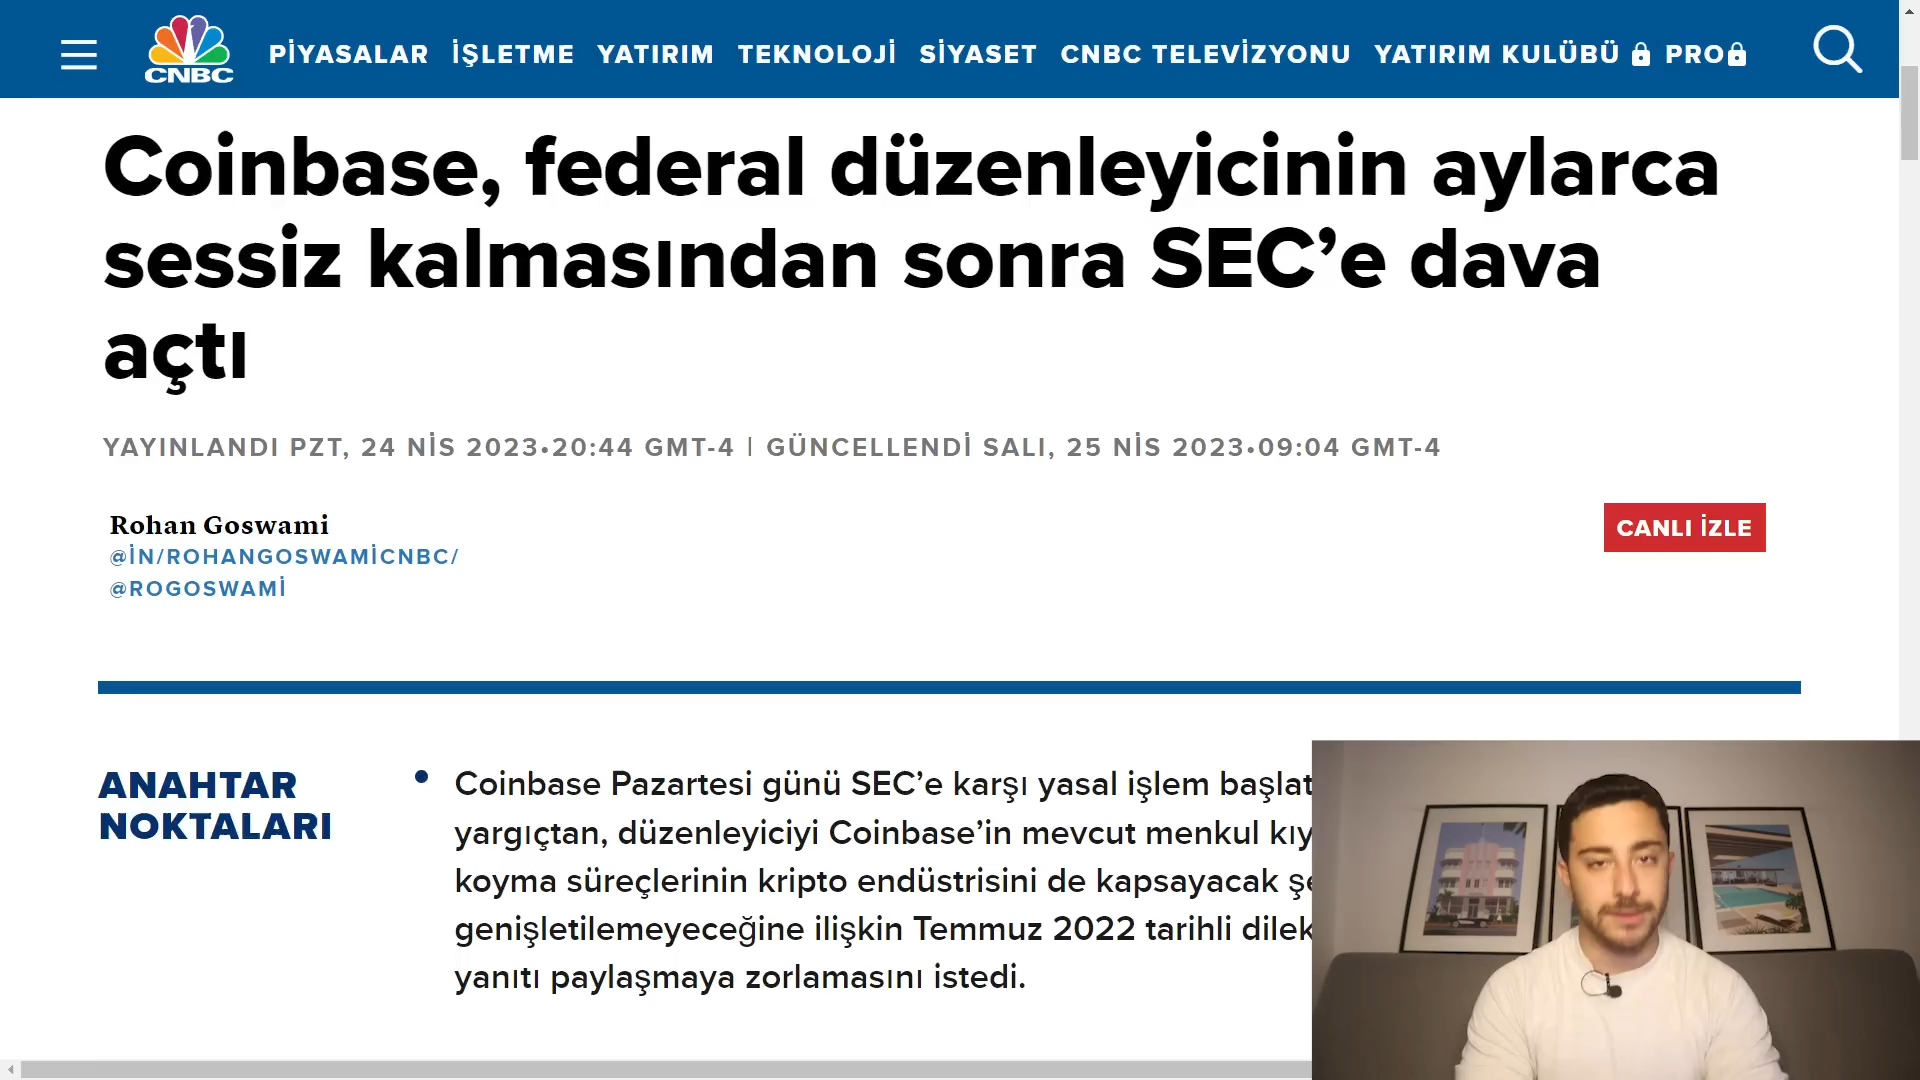 CNBC PİYASALAR İŞLETME YATIRIM TEKNOLOJİ SİYASET CNBC TELEVİZYONU YATIRIM KULÜBÜ PRO
Coinbase, federal düzenleyicinin aylarca
sessiz kalmasından sonra SEC’e dava
açtı
YAYINLANDI PZT, 24 NİS 2023•20:44 GMT-4 | GÜNCELLENDİ SALI, 25 NİS 2023•09:04 GMT-4
Rohan Goswami
@İN/ROHANGOSWAMİCNBC/
@ROGOSWAMİ
CANLI İZLE
ANAHTAR
NOKTALARI
Coinbase Pazartesi günü SEC’e karşı yasal işlem
yargıçtan, düzenleyiciyi Coinbase’in mevcut menkul
koyma süreçlerinin kripto endüstrisini de kapsayacak
genişletilemeyeceğine ilişkin Temmuz 2022 tarihli
yanıtı paylaşmaya zorlamasını istedi.